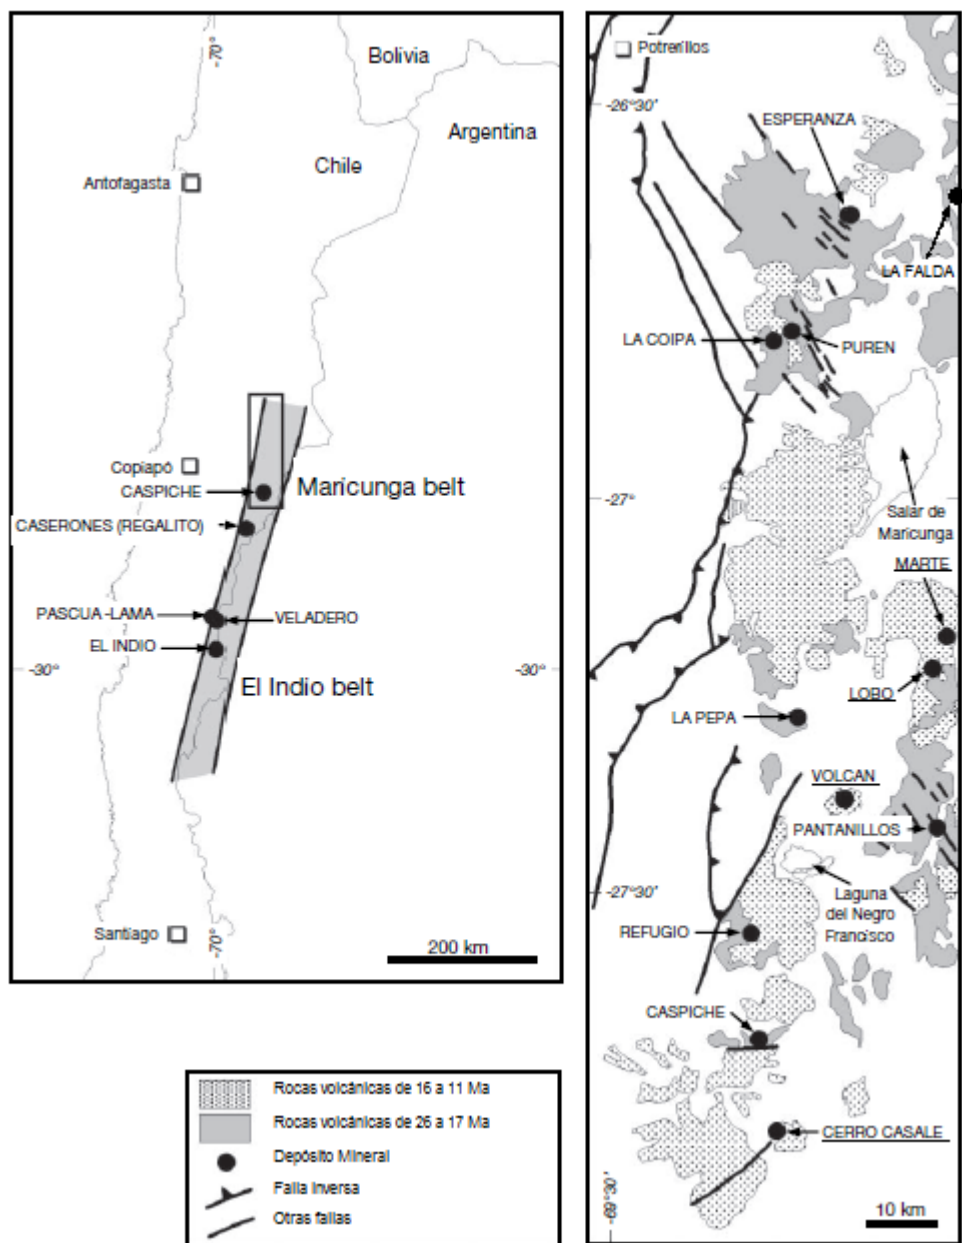 -70°
Bolivia
Argentina
Chile
Antofagasta
Copiapó
CASPICHE
Maricunga belt
CASERONES (REGALITO)
PASCUA-LAMA
VELADERO
EL INDIO
-30°
-30°
El Indio belt
Santiago
-70°
200 km
Potrerillos
-26°30'
ESPERANZA
LA FALDA
LA COIPA
PUREN
-27°
Salar de
Maricunga
MARTE
LOBO
LA PEPA
VOLCAN
PANTANILLOS
-27°30'
Laguna
del Negro
Francisco
REFUGIO
CASPICHE
CERRO CASALE
-69°30'
10 km
Rocas volcánicas de 16 a 11 Ma
Rocas volcánicas de 26 a 17 Ma
Depósito Mineral
Falla Inversa
Otras fallas